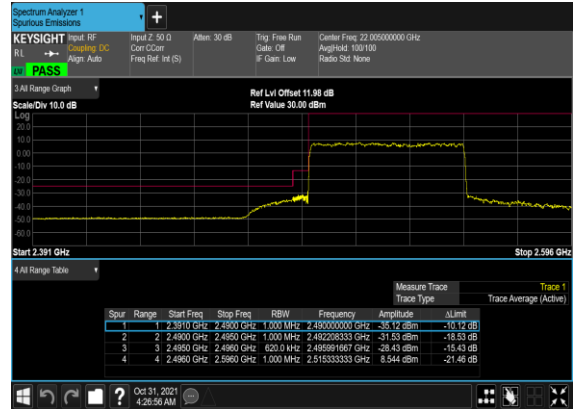 Spectrum Analyzer 1
Spurious Emissions
KEYSIGHT Input: RF Input Z: 50 Ω Atten: 30 dB Trig: Free Run Center Freq: 22.005000000 GHz
RL Coupling: DC Corr CCorr Gate: Off Avg|Hold: 100/100
Align: Auto Freq Ref: Int (S) IF Gain: Low Radio Std: None
PASS
3 All Range Graph Ref Lvl Offset 11.98 dB
Scale/Div 10.0 dB Ref Value 30.00 dBm
Log
20.0
10.0
0.00
-10.0
-20.0
-30.0
-40.0
-50.0
-60.0
Start 2.391 GHz Stop 2.596 GHz
4 All Range Table
Measure Trace Trace 1
Trace Type Trace Average (Active)
Spur Range Start Freq Stop Freq RBW Frequency Amplitude ΔLimit
1 1 2.3910 GHz 2.4900 GHz 1.000 MHz 2.490000000 GHz -35.12 dBm -10.12 dB
2 2 2.4900 GHz 2.4950 GHz 1.000 MHz 2.492208333 GHz -31.53 dBm -18.53 dB
3 3 2.4950 GHz 2.4960 GHz 620.0 kHz 2.495991667 GHz -28.43 dBm -15.43 dB
4 4 2.4960 GHz 2.5960 GHz 1.000 MHz 2.515333333 GHz 8.544 dBm -21.46 dB
? Oct 31, 2021
4:26:56 AM